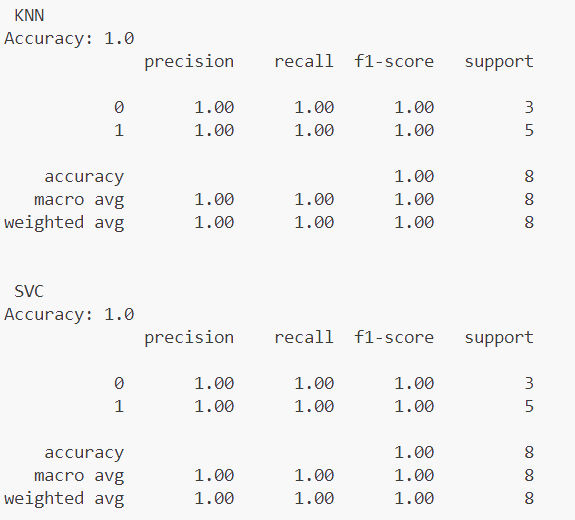 KNN
Accuracy: 1.0
precision recall f1-score support
0 1.00 1.00 1.00 3
1 1.00 1.00 1.00 5
accuracy 1.00 8
macro avg 1.00 1.00 1.00 8
weighted avg 1.00 1.00 1.00 8
SVC
Accuracy: 1.0
precision recall f1-score support
0 1.00 1.00 1.00 3
1 1.00 1.00 1.00 5
accuracy 1.00 8
macro avg 1.00 1.00 1.00 8
weighted avg 1.00 1.00 1.00 8